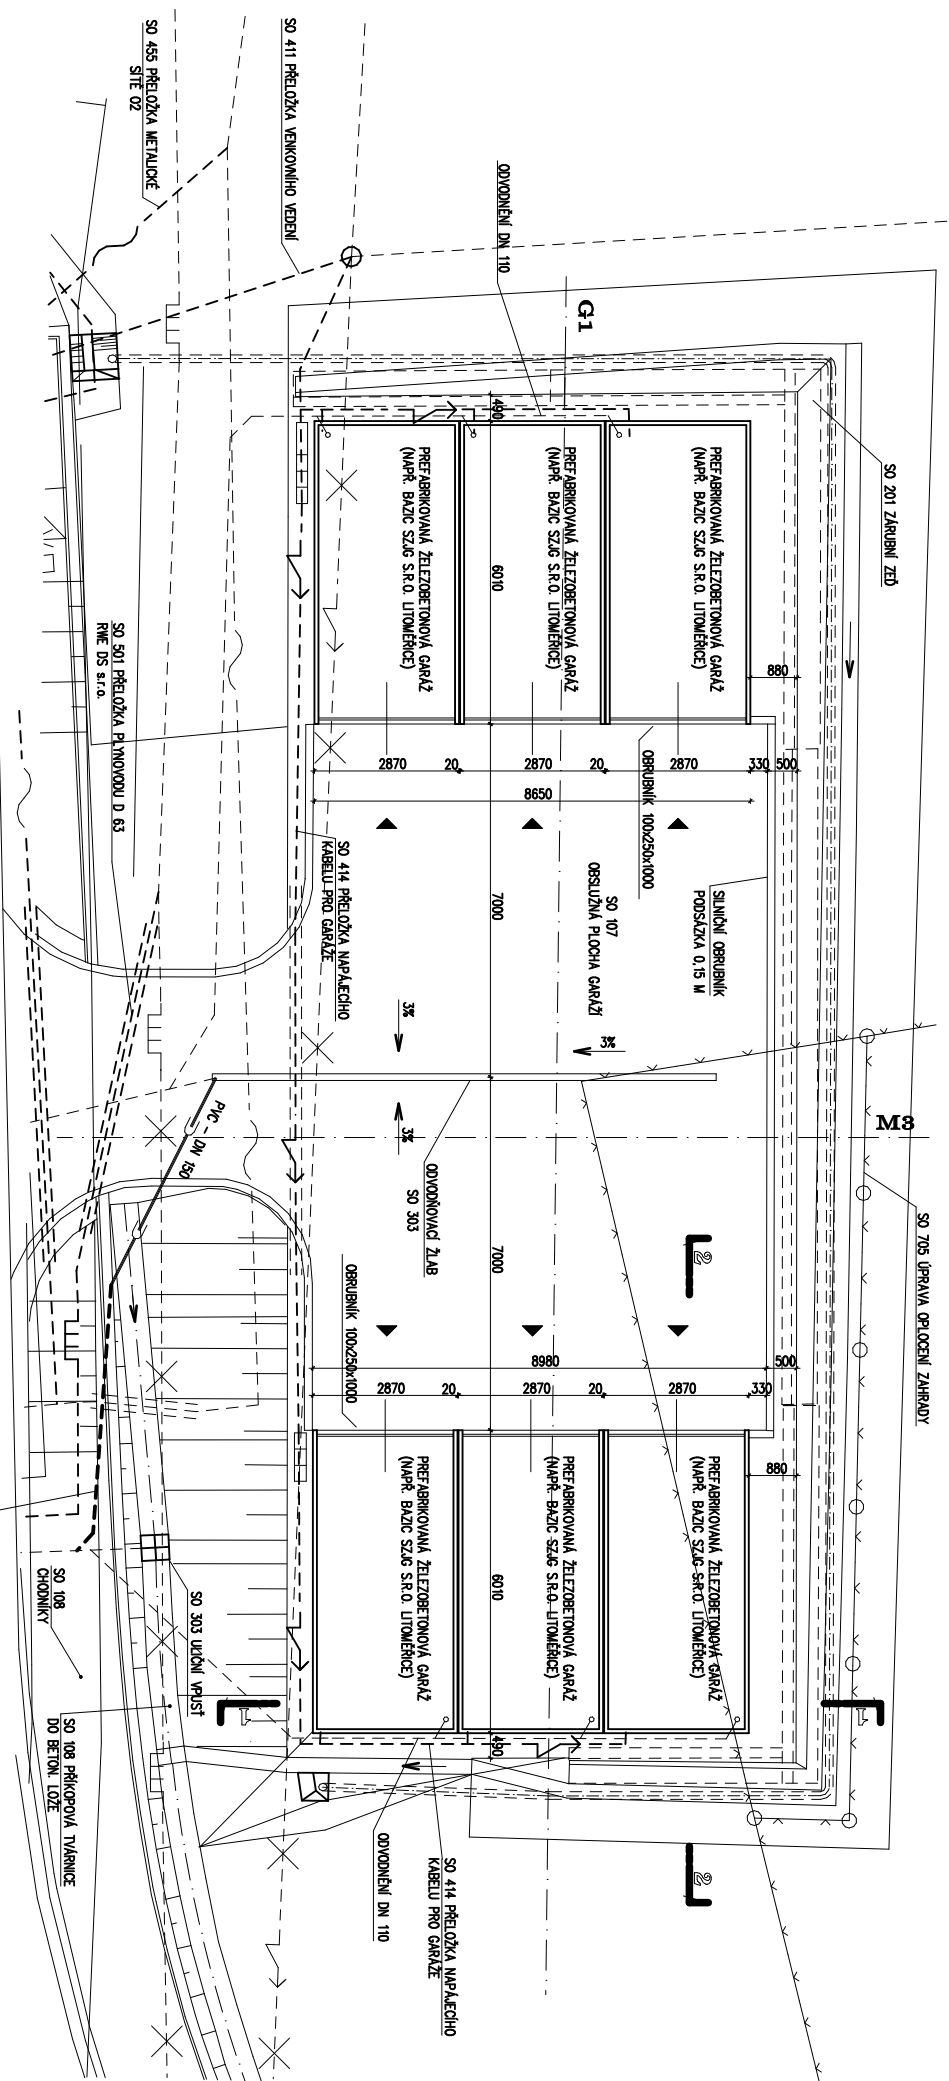 SO 455 PŘELOŽKA METALICKÉ
SÍTĚ O2
SO 411 PŘELOŽKA VENKOVNÍHO VEDENÍ
ODVODNĚNÍ DN 110
G1
SO 201 ZÁRUBNÍ ZEĎ
490
PREFABRIKOVANÁ ŽELEZOBETONOVÁ GARÁŽ
(NAPŘ. BAZIC SZJG S.R.O. LITOMĚŘICE)
PREFABRIKOVANÁ ŽELEZOBETONOVÁ GARÁŽ
(NAPŘ. BAZIC SZJG S.R.O. LITOMĚŘICE)
PREFABRIKOVANÁ ŽELEZOBETONOVÁ GARÁŽ
(NAPŘ. BAZIC SZJG S.R.O. LITOMĚŘICE)
6010
880
SO 501 PŘELOŽKA PLYNOVODU D 63
RWE DS s.r.o.
2870
20
2870
20
2870
330
500
8650
OBRUBNÍK 100x250x1000
SO 414 PŘELOŽKA NAPÁJECÍHO
KABELU PRO GARÁŽE
7000
SO 107
OBSLUŽNÁ PLOCHA GARÁŽÍ
SILNIČNÍ OBRUBNÍK
PODSÁZKA 0,15 M
3%
3%
3%
PVC - DN 150
M3
ODVODŇOVACÍ ŽLAB
SO 303
SO 705 ÚPRAVA OPLOCENÍ ZAHRADY
2
7000
OBRUBNÍK 100x250x1000
8980
500
2870
20
2870
20
2870
330
880
PREFABRIKOVANÁ ŽELEZOBETONOVÁ GARÁŽ
(NAPŘ. BAZIC SZJG S.R.O. LITOMĚŘICE)
PREFABRIKOVANÁ ŽELEZOBETONOVÁ GARÁŽ
(NAPŘ. BAZIC SZJG S.R.O. LITOMĚŘICE)
PREFABRIKOVANÁ ŽELEZOBETONOVÁ GARÁŽ
(NAPŘ. BAZIC SZJG S.R.O. LITOMĚŘICE)
6010
SO 108
CHODNÍKY
SO 303 ULIČNÍ VPUSŤ
1
1
490
SO 108 PŘÍKOPOVÁ TVÁRNICE
DO BETON. LOŽE
ODVODNĚNÍ DN 110
SO 414 PŘELOŽKA NAPÁJECÍHO
KABELU PRO GARÁŽE
2